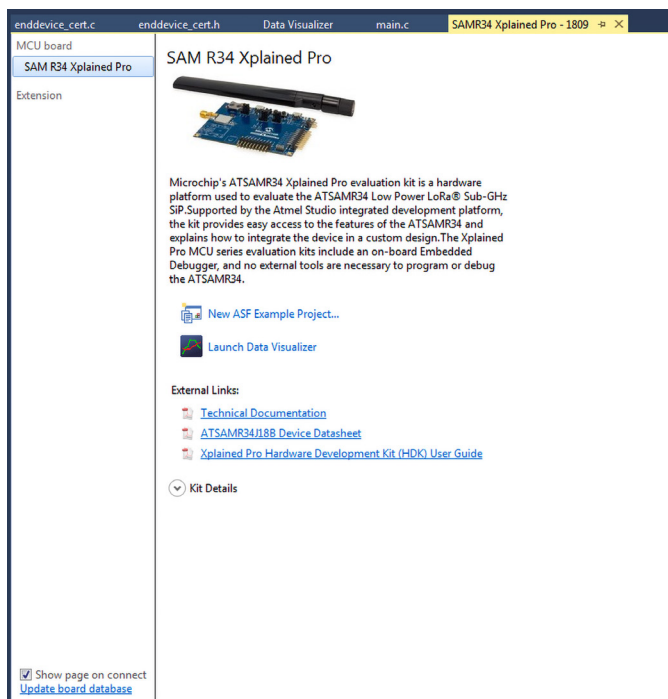 enddevice_cert.c enddevice_cert.h Data Visualizer main.c SAMR34 Xplained Pro - 1809
MCU board
SAM R34 Xplained Pro
Extension
SAM R34 Xplained Pro
Microchip's ATSAMR34 Xplained Pro evaluation kit is a hardware
platform used to evaluate the ATSAMR34 Low Power LoRa® Sub-GHz
SiP.Supported by the Atmel Studio integrated development platform,
the kit provides easy access to the features of the ATSAMR34 and
explains how to integrate the device in a custom design.The Xplained
Pro MCU series evaluation kits include an on-board Embedded
Debugger, and no external tools are necessary to program or debug
the ATSAMR34.
New ASF Example Project...
Launch Data Visualizer
External Links:
Technical Documentation
ATSAMR34J18B Device Datasheet
Xplained Pro Hardware Development Kit (HDK) User Guide
Kit Details
Show page on connect
Update board database